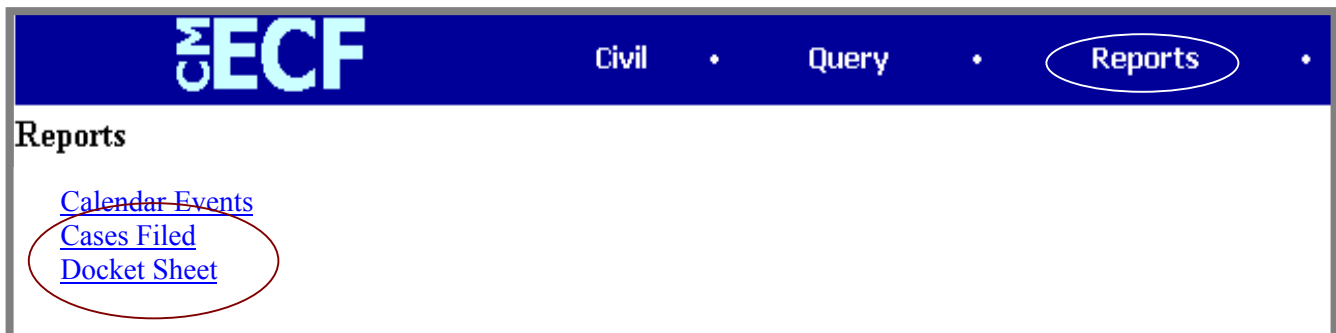 CM ECF Civil • Query • Reports •
Reports
Calendar Events
Cases Filed
Docket Sheet